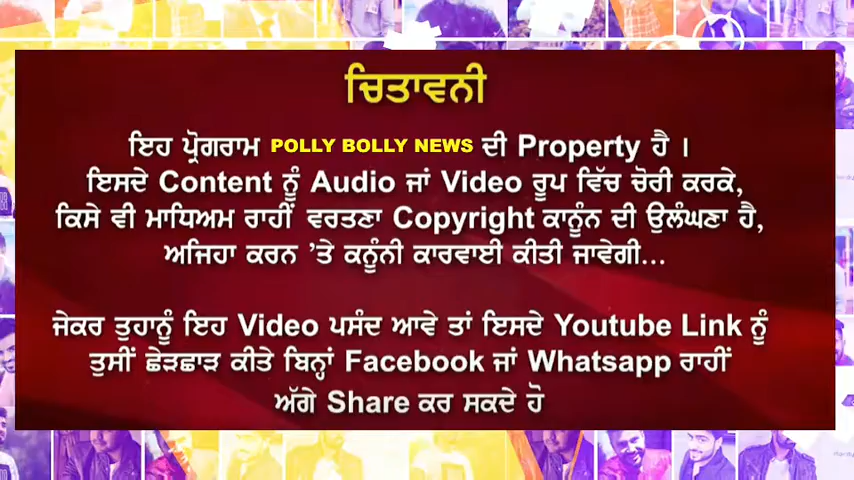 ਚਿਤਾਵਨੀ
ਇਹ ਪ੍ਰੋਗਰਾਮ POLLY BOLLY NEWS ਦੀ Property ਹੈ ।
ਇਸਦੇ Content ਨੂੰ Audio ਜਾਂ Video ਰੂਪ ਵਿੱਚ ਚੋਰੀ ਕਰਕੇ,
ਕਿਸੇ ਵੀ ਮਾਧਿਅਮ ਰਾਹੀਂ ਵਰਤਣਾ Copyright ਕਾਨੂੰਨ ਦੀ ਉਲੰਘਣਾ ਹੈ,
ਅਜਿਹਾ ਕਰਨ ’ਤੇ ਕਨੂੰਨੀ ਕਾਰਵਾਈ ਕੀਤੀ ਜਾਵੇਗੀ...
ਜੇਕਰ ਤੁਹਾਨੂੰ ਇਹ Video ਪਸੰਦ ਆਵੇ ਤਾਂ ਇਸਦੇ Youtube Link ਨੂੰ
ਤੁਸੀਂ ਛੇੜਛਾੜ ਕੀਤੇ ਬਿਨ੍ਹਾਂ Facebook ਜਾਂ Whatsapp ਰਾਹੀਂ
ਅੱਗੇ Share ਕਰ ਸਕਦੇ ਹੋ